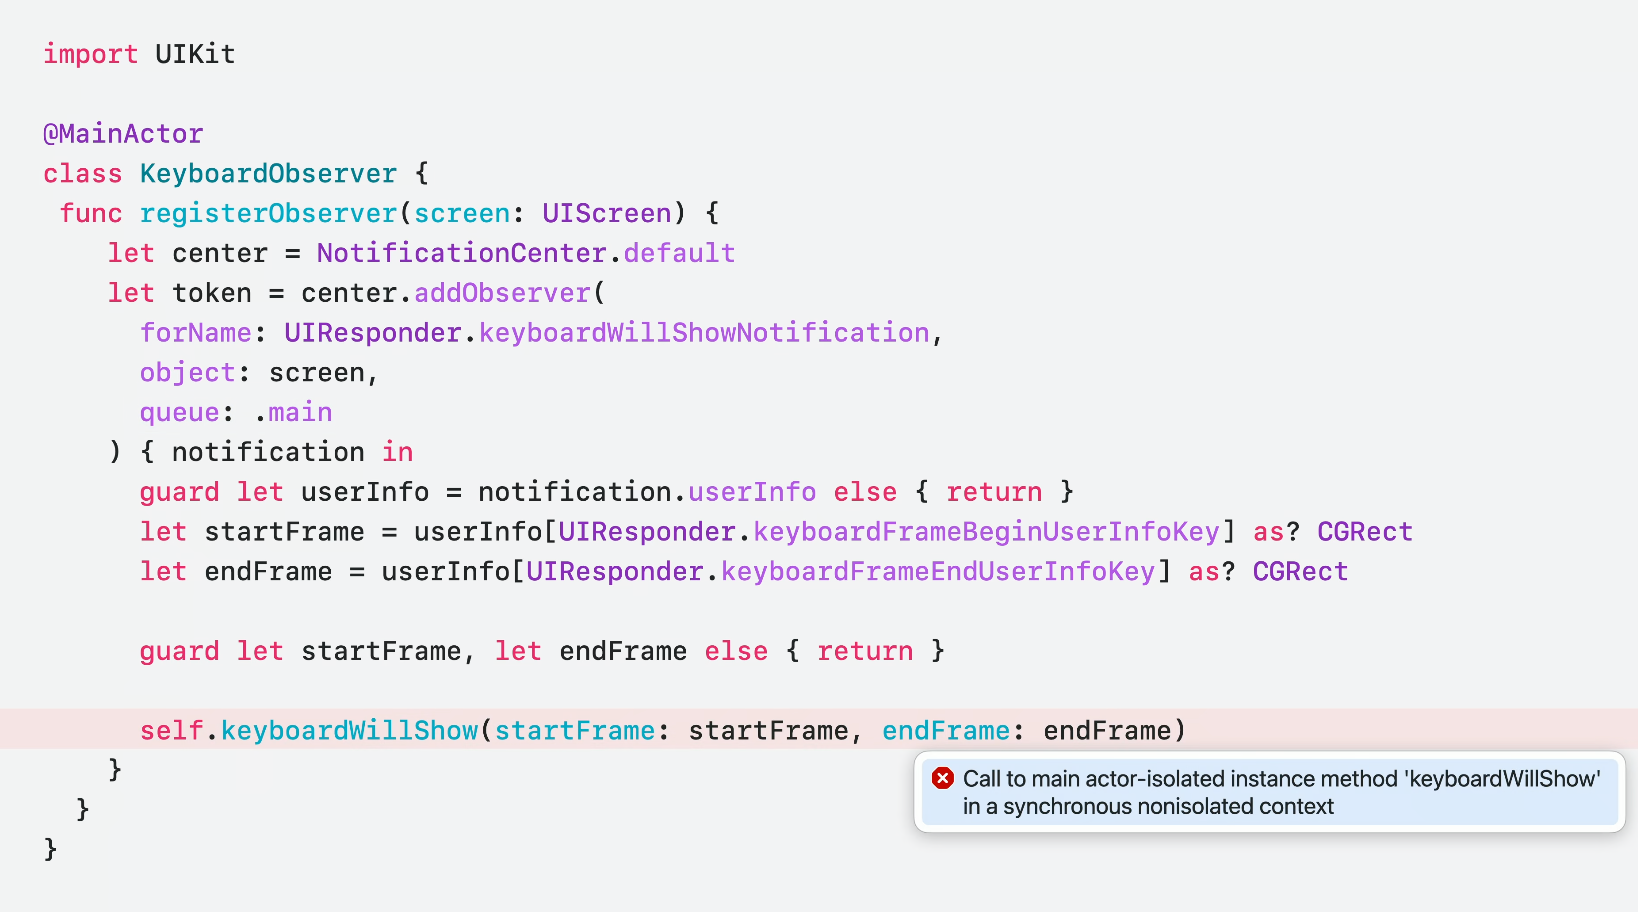 import UIKit
@MainActor
class KeyboardObserver {
func registerObserver(screen: UIScreen) {
let center = NotificationCenter.default
let token = center.addObserver(
forName: UIResponder.keyboardWillShowNotification,
object: screen,
queue: .main
) { notification in
guard let userInfo = notification.userInfo else { return }
let startFrame = userInfo[UIResponder.keyboardFrameBeginUserInfoKey] as? CGRect
let endFrame = userInfo[UIResponder.keyboardFrameEndUserInfoKey] as? CGRect
guard let startFrame, let endFrame else { return }
self.keyboardWillShow(startFrame: startFrame, endFrame: endFrame)
Call to main actor-isolated instance method 'keyboardWillShow'
in a synchronous nonisolated context
}
}
}